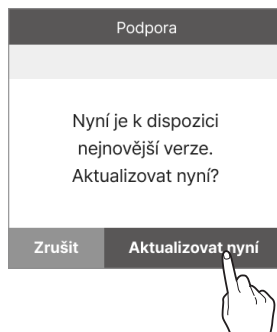 Podpora
Nyní je k dispozici
nejnovější verze.
Aktualizovat nyní?
Zrušit Aktualizovat nyní